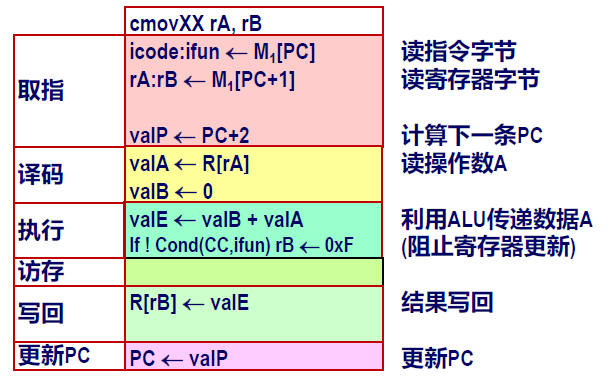 cmovXX rA, rB
取指
icode:ifun ← M₁[PC]
读指令字节
rA:rB ← M₁[PC+1]
读寄存器字节
valP ← PC+2
计算下一条PC
译码
valA ← R[rA]
读操作数A
valB ← 0
执行
valE ← valB + valA
利用ALU传递数据A
If ! Cond(CC,ifun) rB ← 0xF
(阻止寄存器更新)
访存
写回
R[rB] ← valE
结果写回
更新PC
PC ← valP
更新PC